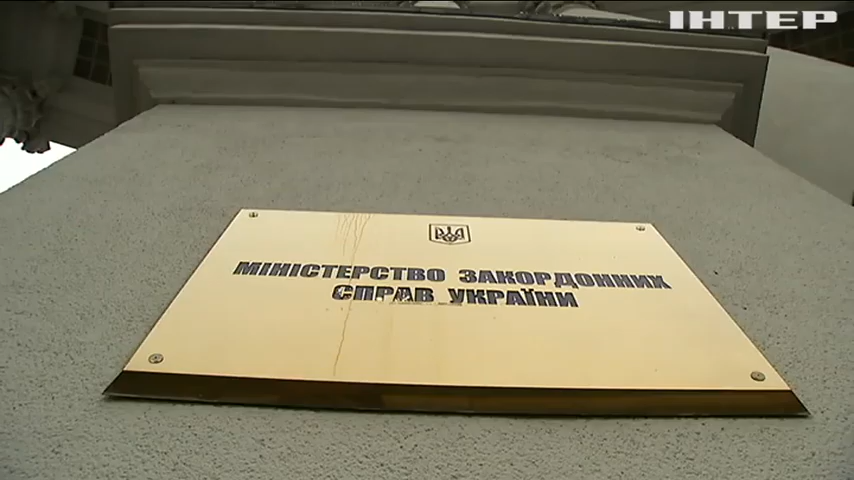 ІНТЕР
МІНІСТЕРСТВО ЗАКОРДОННИХ
СПРАВ УКРАЇНИ